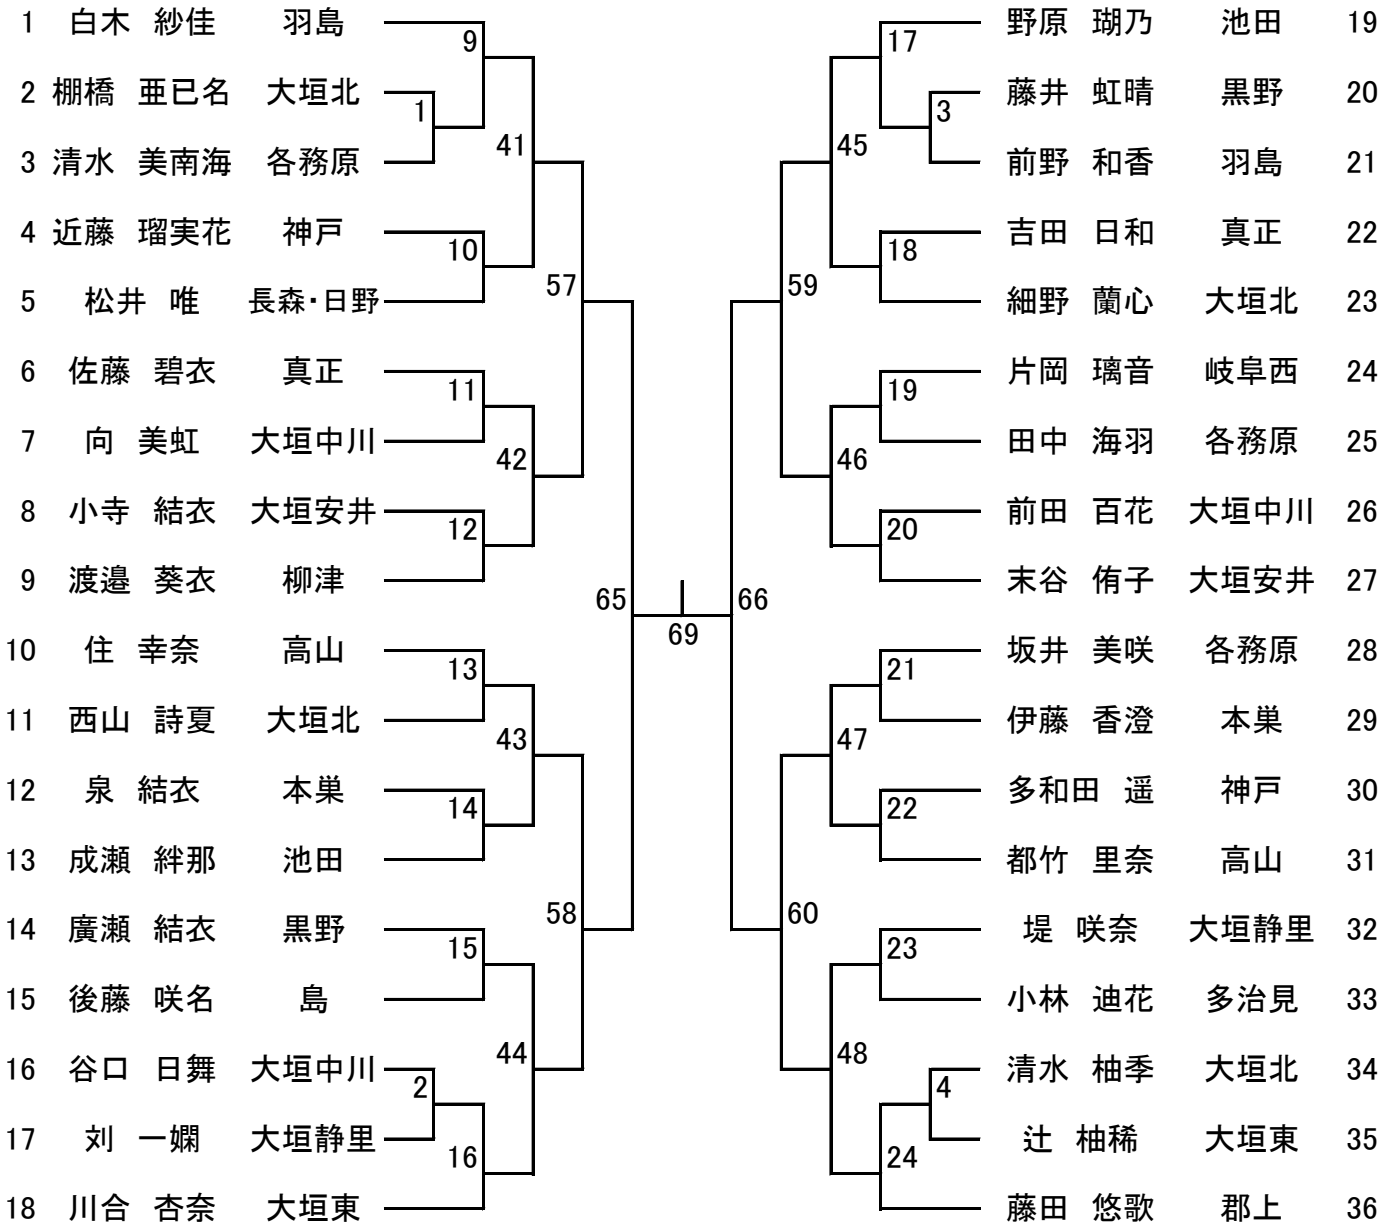 1 白木 紗佳 羽島
2 棚橋 亜已名 大垣北
3 清水 美南海 各務原
4 近藤 瑠実花 神戸
5 松井 唯 長森・日野
6 佐藤 碧衣 真正
7 向 美虹 大垣中川
8 小寺 結衣 大垣安井
9 渡邉 葵衣 柳津
10 住 幸奈 高山
11 西山 詩夏 大垣北
12 泉 結衣 本巣
13 成瀬 絆那 池田
14 廣瀬 結衣 黒野
15 後藤 咲名 島
16 谷口 日舞 大垣中川
17 刘 一嫻 大垣静里
18 川合 杏奈 大垣東
9
1
41
10
57
11
42
12
65
13
43
14
58
15
44
2
16
69
66
17
3
45
18
59
19
46
20
21
47
22
60
23
48
4
24
野原 瑚乃 池田 19
藤井 虹晴 黒野 20
前野 和香 羽島 21
吉田 日和 真正 22
細野 蘭心 大垣北 23
片岡 璃音 岐阜西 24
田中 海羽 各務原 25
前田 百花 大垣中川 26
末谷 侑子 大垣安井 27
坂井 美咲 各務原 28
伊藤 香澄 本巣 29
多和田 遥 神戸 30
都竹 里奈 高山 31
堤 咲奈 大垣静里 32
小林 迪花 多治見 33
清水 柚季 大垣北 34
辻 柚稀 大垣東 35
藤田 悠歌 郡上 36